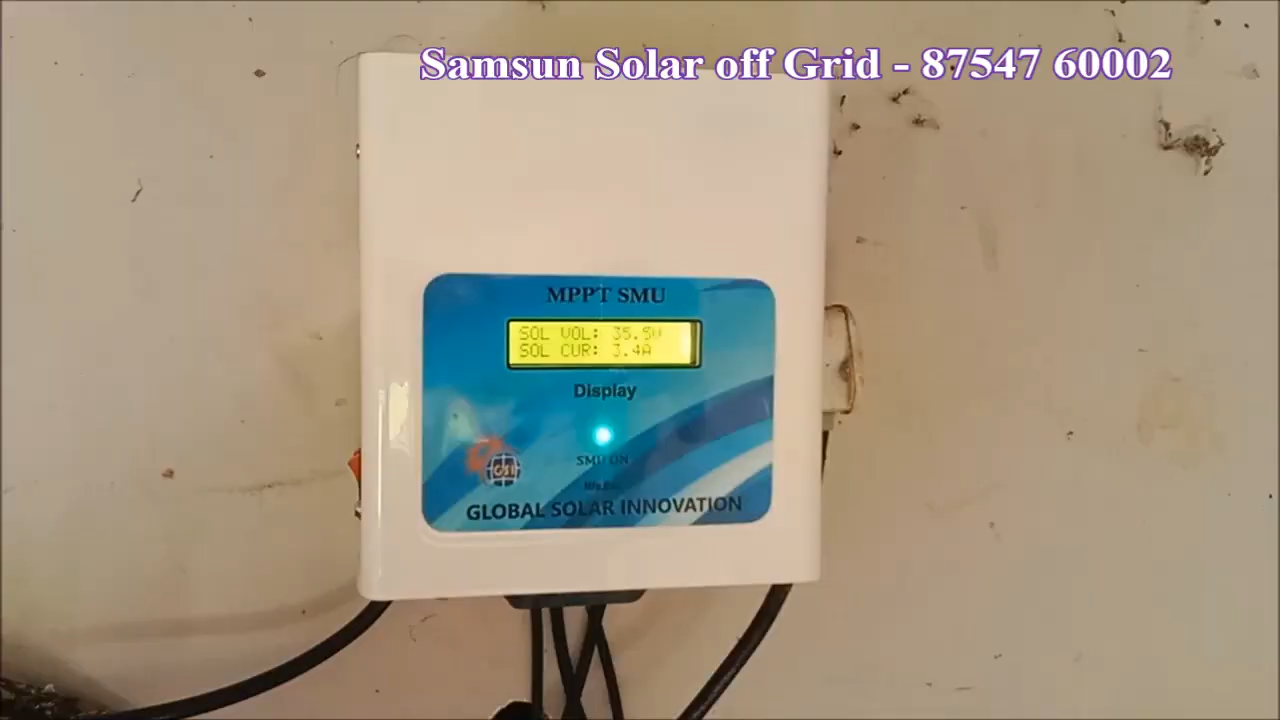 Samsun Solar off Grid - 87547 60002
MPPT SMU
SOL VOL: 35.5V
SOL CUR: 3.4A
Display
SMU ON
GSI
GLOBAL SOLAR INNOVATION